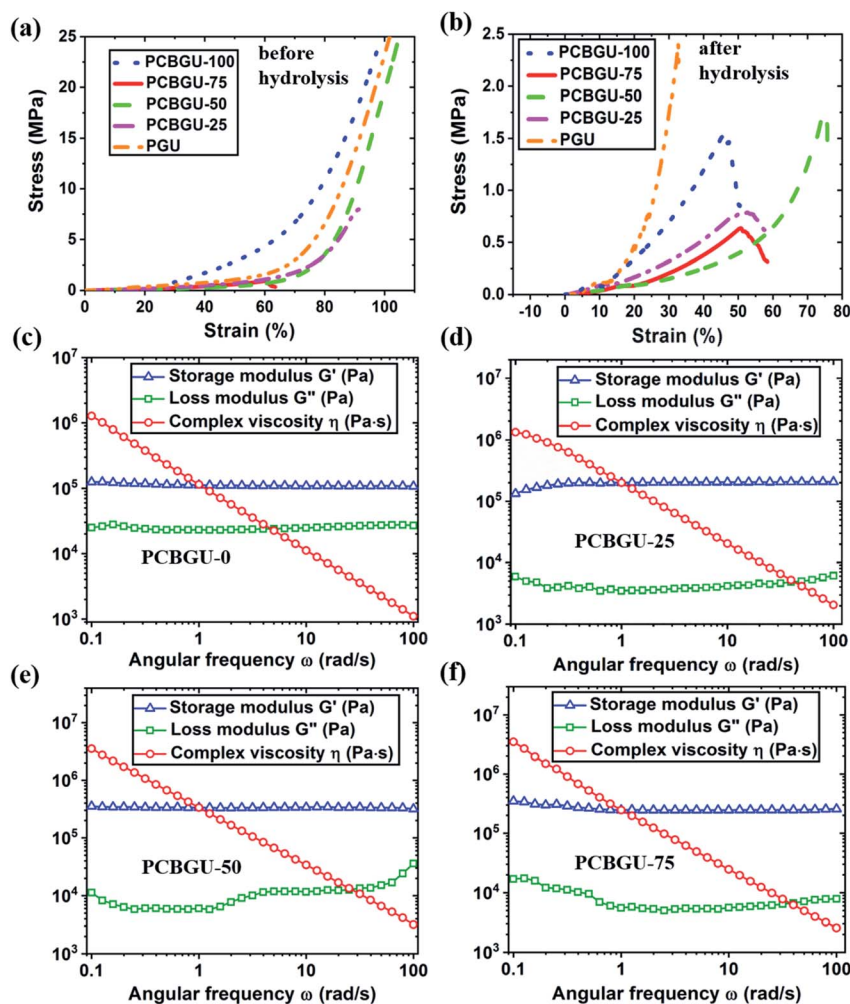 (a)
25
20
15
10
5
0
Stress (MPa)
PCBGU-100
PCBGU-75
PCBGU-50
PCBGU-25
PGU
before
hydrolysis
0 20 40 60 80 100
Strain (%)
(b)
2.5
2.0
1.5
1.0
0.5
0.0
Stress (MPa)
PCBGU-100
PCBGU-75
PCBGU-50
PCBGU-25
PGU
after
hydrolysis
-10 0 10 20 30 40 50 60 70 80
Strain (%)
(c)
10⁷
10⁶
10⁵
10⁴
10³
Storage modulus G' (Pa)
Loss modulus G" (Pa)
Complex viscosity η (Pa·s)
PCBGU-0
0.1 1 10 100
Angular frequency ω (rad/s)
(d)
10⁷
10⁶
10⁵
10⁴
10³
Storage modulus G' (Pa)
Loss modulus G" (Pa)
Complex viscosity η (Pa·s)
PCBGU-25
0.1 1 10 100
Angular frequency ω (rad/s)
(e)
10⁷
10⁶
10⁵
10⁴
10³
Storage modulus G' (Pa)
Loss modulus G" (Pa)
Complex viscosity η (Pa·s)
PCBGU-50
0.1 1 10 100
Angular frequency ω (rad/s)
(f)
10⁷
10⁶
10⁵
10⁴
10³
Storage modulus G' (Pa)
Loss modulus G" (Pa)
Complex viscosity η (Pa·s)
PCBGU-75
0.1 1 10 100
Angular frequency ω (rad/s)